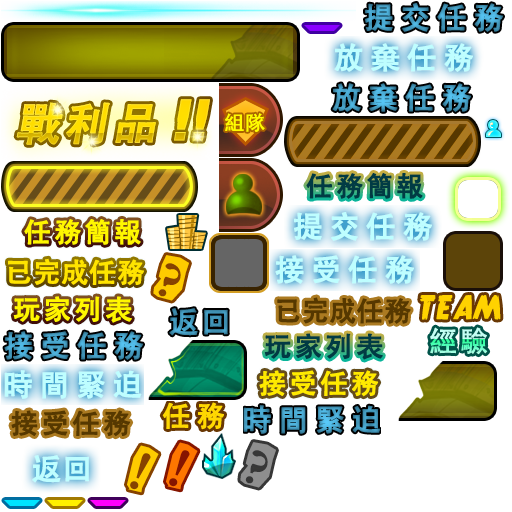 提交任務
放棄任務
放棄任務
戰利品!!
組隊
任務簡報
任務簡報
提交任務
已完成任務
接受任務
玩家列表
已完成任務
TEAM
返回
接受任務
玩家列表
經驗
時間緊迫
接受任務
接受任務
任務
時間緊迫
返回
!
!
?
?